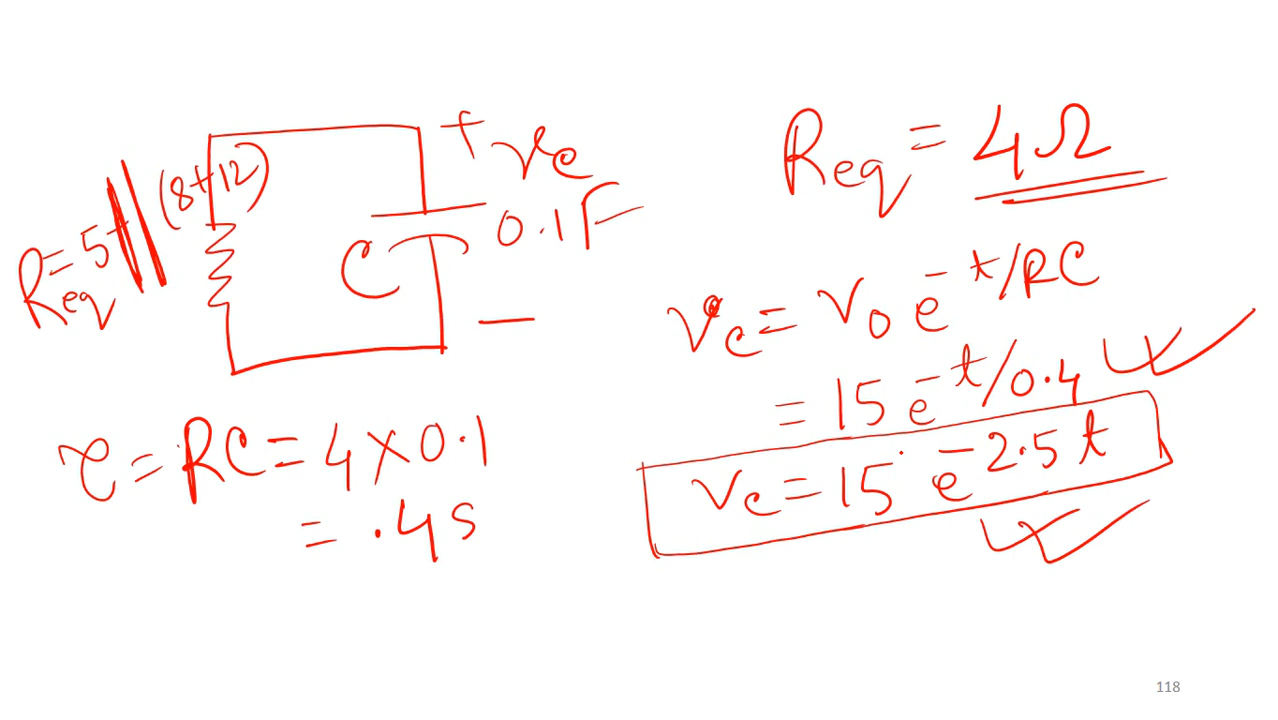 + Vc
0.1F
C
−
Req = 5 || (8+12)
τ = RC = 4 × 0.1
= .4 s
Req = 4Ω
Vc = V0 e^-t/RC
= 15 e^-t/0.4
Vc = 15 e^-2.5t
118